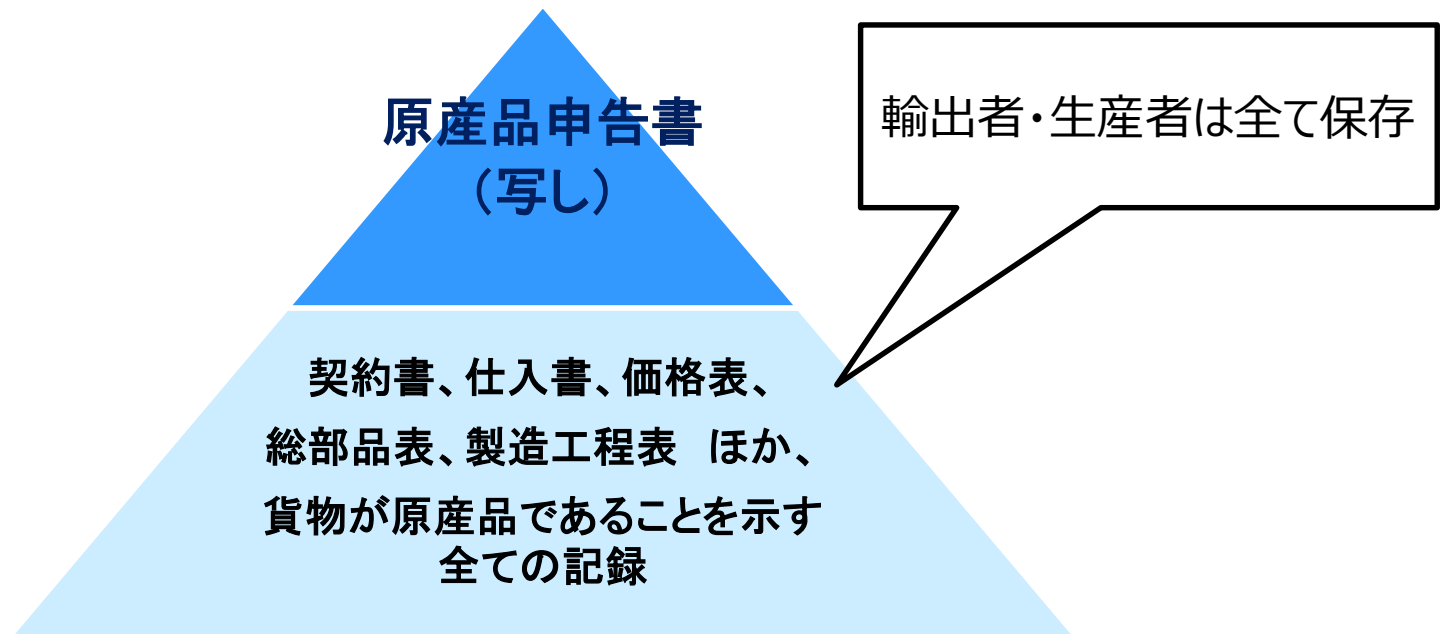 原産品申告書
（写し）
輸出者・生産者は全て保存
契約書、仕入書、価格表、
総部品表、製造工程表　ほか、
貨物が原産品であることを示す
全ての記録